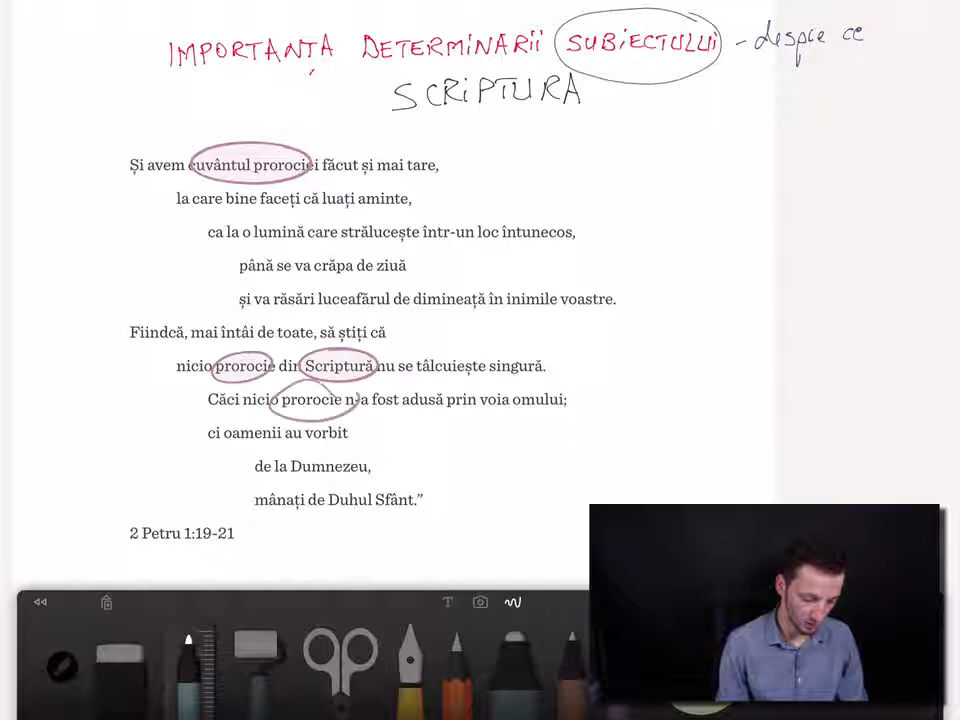 IMPORTANȚA DETERMINĂRII SUBIECTULUI - despre ce
SCRIPTURA
Și avem cuvântul prorociei făcut și mai tare,
la care bine faceți că luați aminte,
ca la o lumină care strălucește într-un loc întunecos,
până se va crăpa de ziuă
și va răsări luceafărul de dimineață în inimile voastre.
Fiindcă, mai întâi de toate, să știți că
nicio prorocie din Scriptură nu se tâlcuiește singură.
Căci nicio prorocie n-a fost adusă prin voia omului;
ci oamenii au vorbit
de la Dumnezeu,
mânați de Duhul Sfânt.”
2 Petru 1:19-21
T